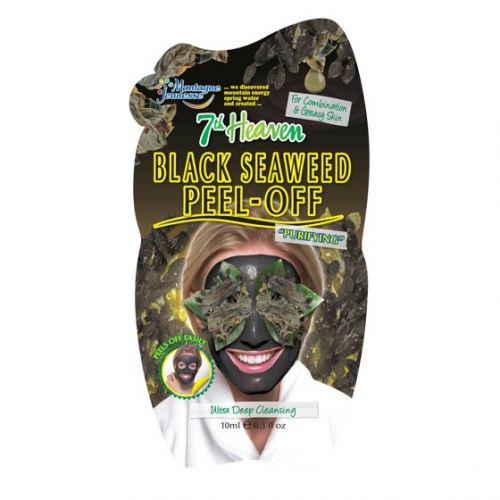 Montagne
Jeunesse
... we discovered
mountain energy
spring water
and created ...
For Combination
& Greasy Skin
7th Heaven
BLACK SEAWEED
PEEL-OFF
"PURIFYING"
PEELS OFF EASILY
Ultra Deep Cleansing
10ml e 0.3 fl oz